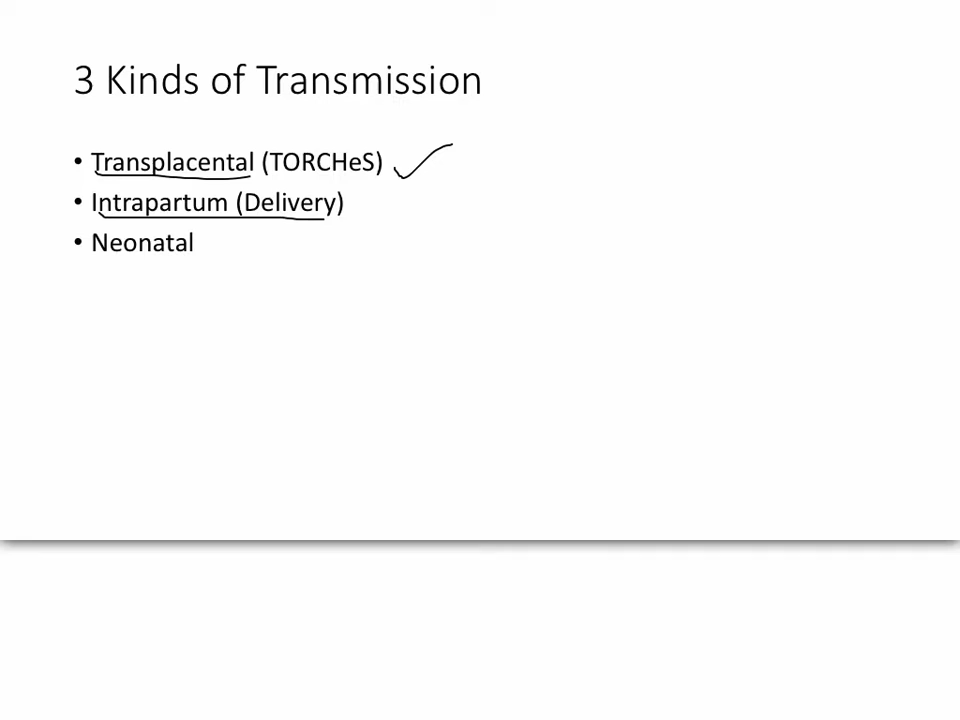 3 Kinds of Transmission
• Transplacental (TORCHeS)
• Intrapartum (Delivery)
• Neonatal